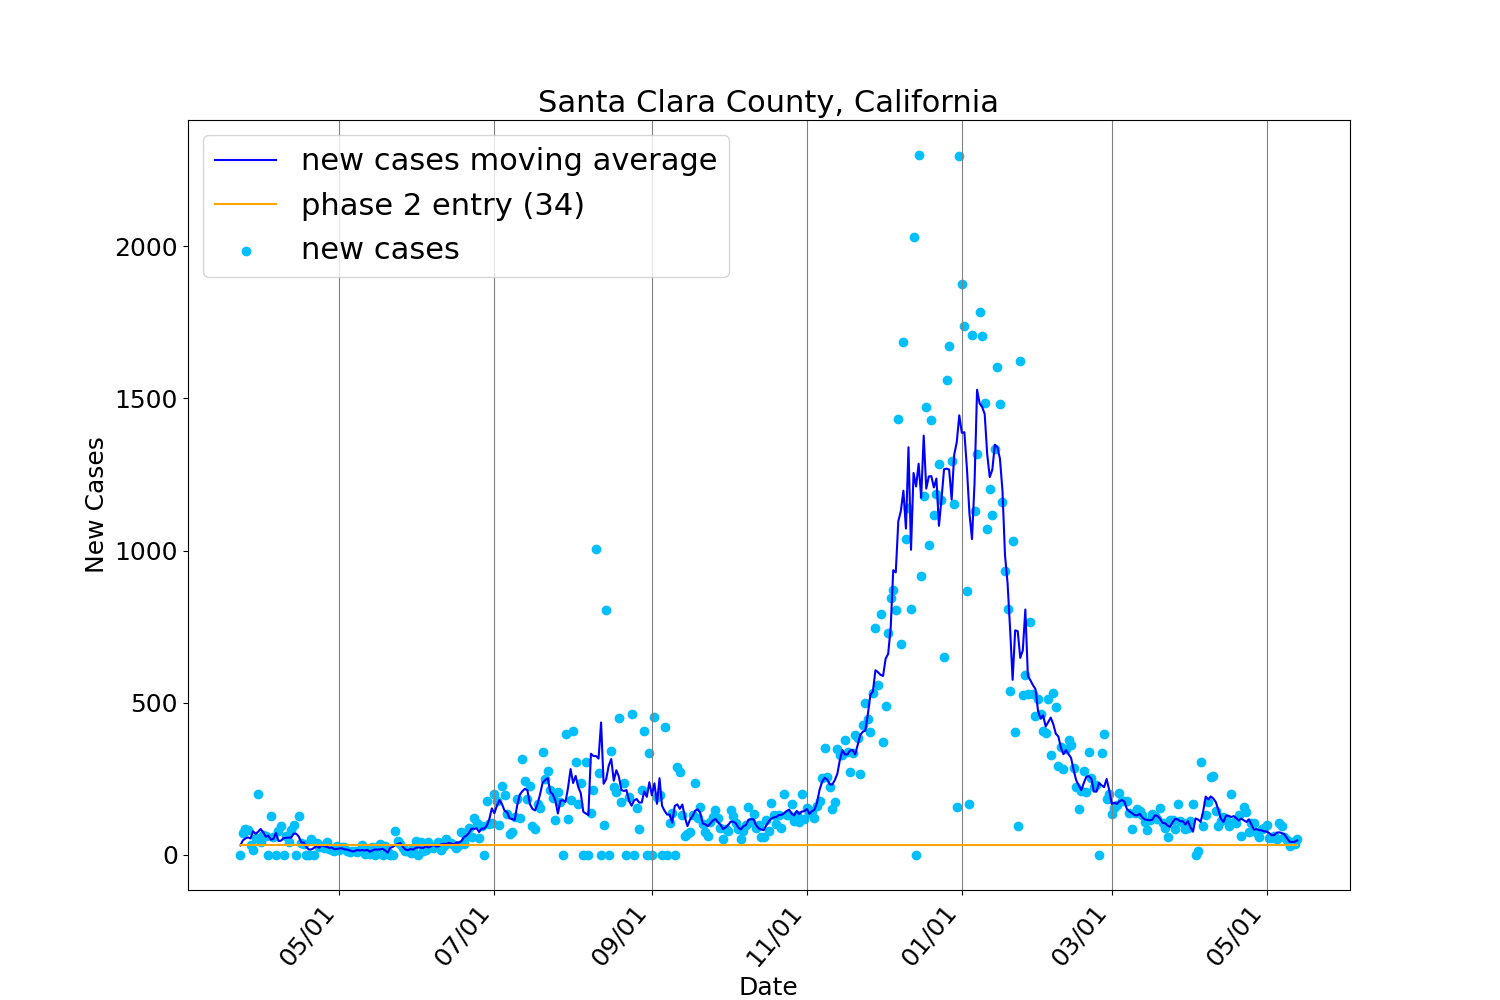 Santa Clara County, California
new cases moving average
phase 2 entry (34)
new cases
New Cases
2000
1500
1000
500
0
05/01
07/01
09/01
11/01
01/01
03/01
05/01
Date